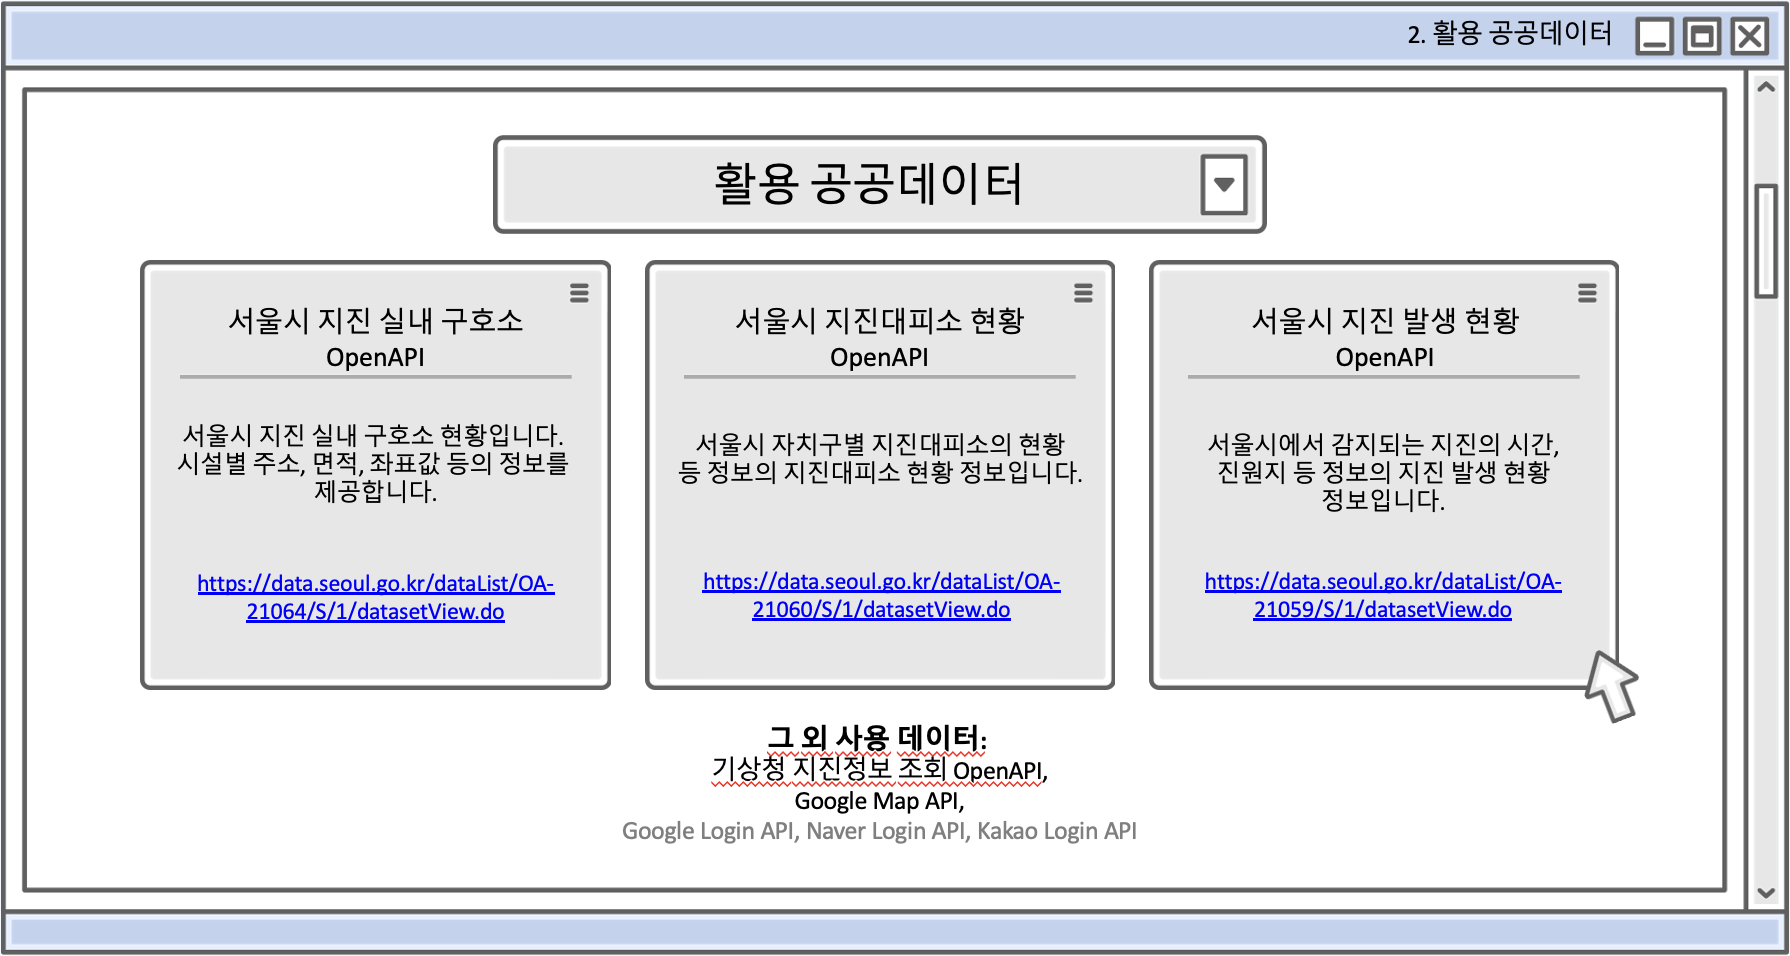 2. 활용 공공데이터
활용 공공데이터
서울시 지진 실내 구호소
OpenAPI
서울시 지진 실내 구호소 현황입니다.
시설별 주소, 면적, 좌표값 등의 정보를
제공합니다.
https://data.seoul.go.kr/dataList/OA-
21064/S/1/datasetView.do
서울시 지진대피소 현황
OpenAPI
서울시 자치구별 지진대피소의 현황
등 정보의 지진대피소 현황 정보입니다.
https://data.seoul.go.kr/dataList/OA-
21060/S/1/datasetView.do
서울시 지진 발생 현황
OpenAPI
서울시에서 감지되는 지진의 시간,
진원지 등 정보의 지진 발생 현황
정보입니다.
https://data.seoul.go.kr/dataList/OA-
21059/S/1/datasetView.do
그 외 사용 데이터:
기상청 지진정보 조회 OpenAPI,
Google Map API,
Google Login API, Naver Login API, Kakao Login API